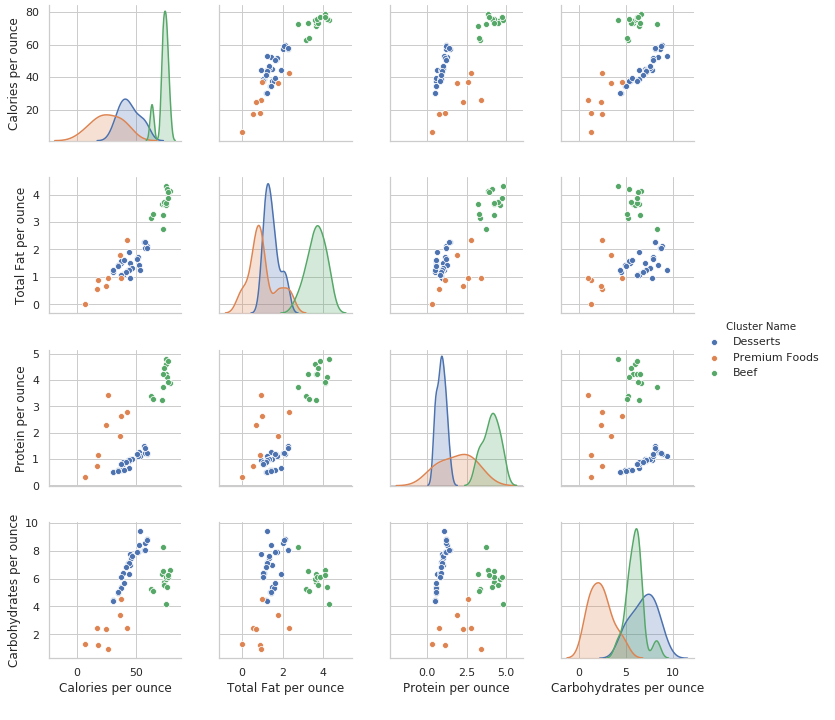 Calories per ounce
80
60
40
20
Total Fat per ounce
4
3
2
1
0
Cluster Name
Desserts
Premium Foods
Beef
Protein per ounce
5
4
3
2
1
0
Carbohydrates per ounce
10
8
6
4
2
0 50
0 2 4
0.0 2.5 5.0
0 5 10
Calories per ounce
Total Fat per ounce
Protein per ounce
Carbohydrates per ounce